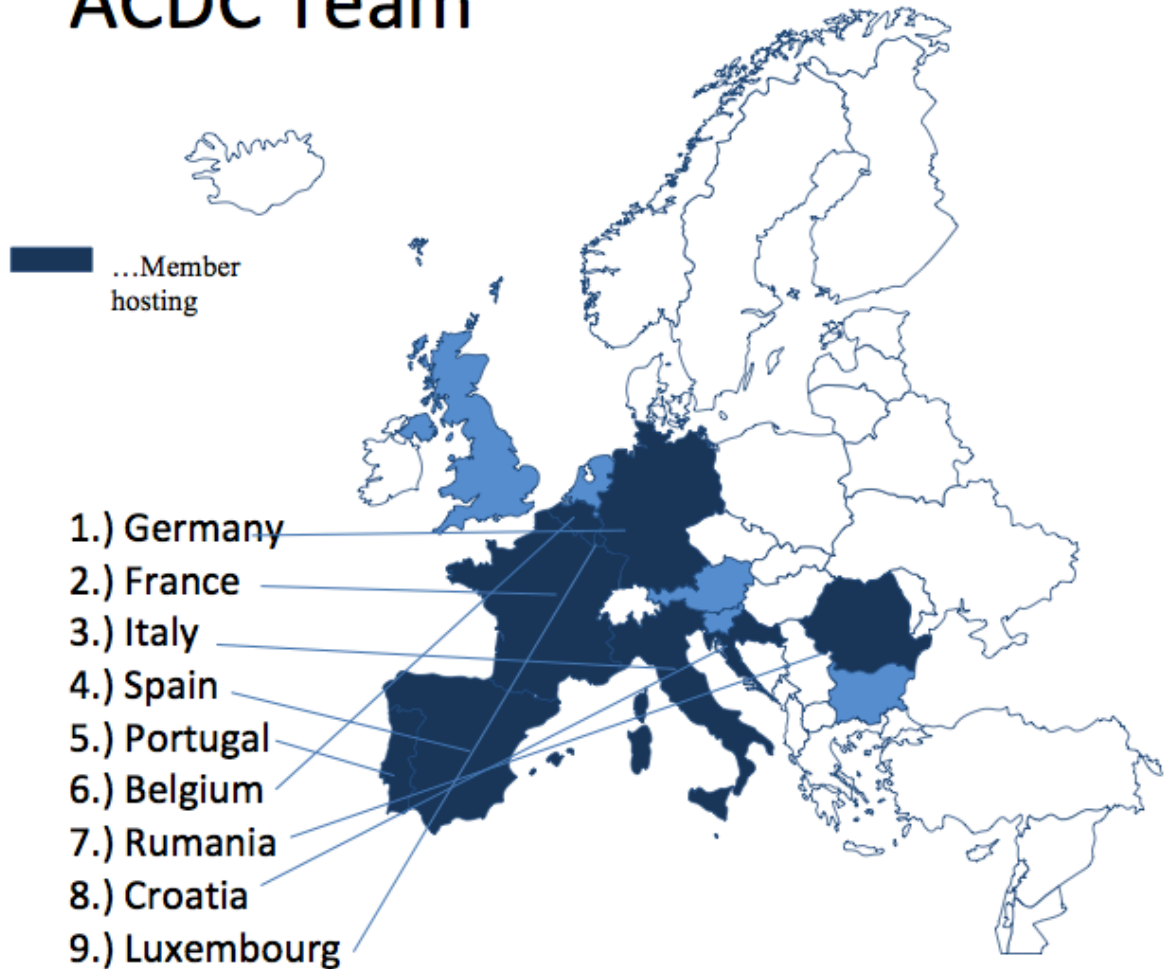 ACDC Team
...Member
hosting
1.) Germany
2.) France
3.) Italy
4.) Spain
5.) Portugal
6.) Belgium
7.) Rumania
8.) Croatia
9.) Luxembourg